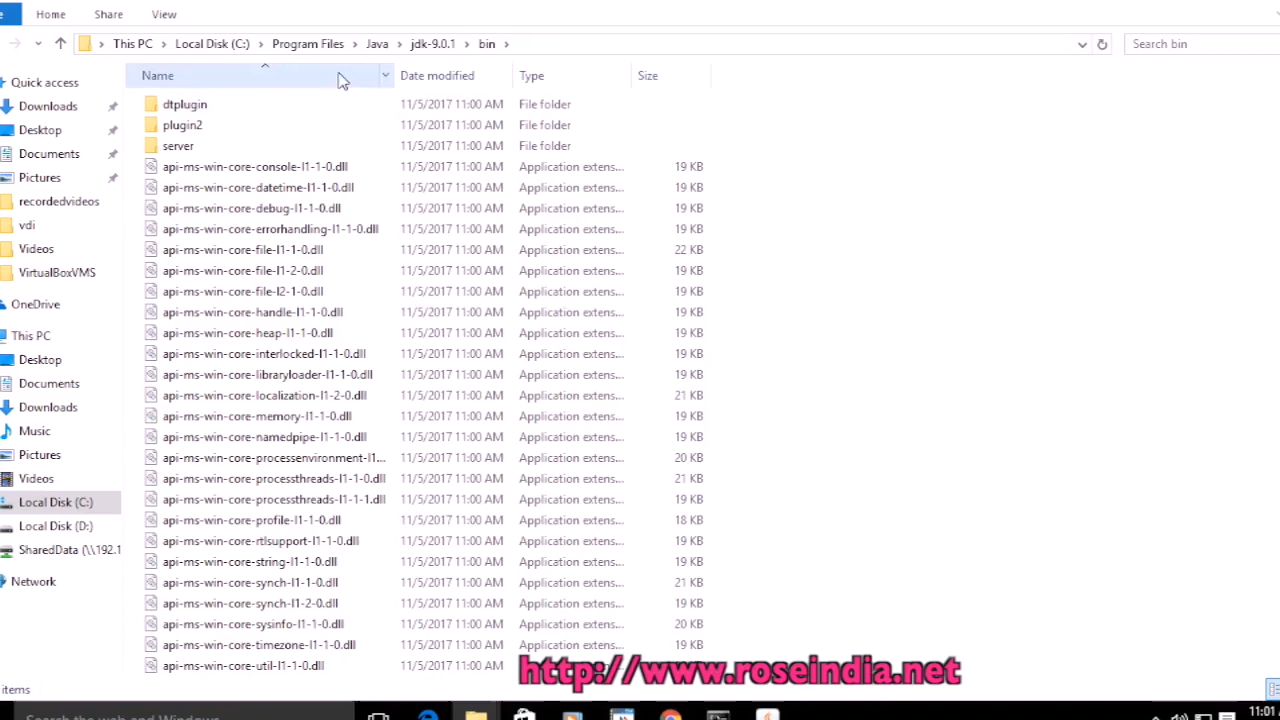 Home Share View
This PC Local Disk (C:) Program Files Java jdk-9.0.1 bin
Search bin
Name Date modified Type Size
Quick access
Downloads
Desktop
Documents
Pictures
recordedvideos
vdi
Videos
VirtualBoxVMS
OneDrive
This PC
Desktop
Documents
Downloads
Music
Pictures
Videos
Local Disk (C:)
Local Disk (D:)
SharedData (\\192.1
Network
dtplugin 11/5/2017 11:00 AM File folder
plugin2 11/5/2017 11:00 AM File folder
server 11/5/2017 11:00 AM File folder
api-ms-win-core-console-l1-1-0.dll 11/5/2017 11:00 AM Application extens... 19 KB
api-ms-win-core-datetime-l1-1-0.dll 11/5/2017 11:00 AM Application extens... 19 KB
api-ms-win-core-debug-l1-1-0.dll 11/5/2017 11:00 AM Application extens... 19 KB
api-ms-win-core-errorhandling-l1-1-0.dll 11/5/2017 11:00 AM Application extens... 19 KB
api-ms-win-core-file-l1-1-0.dll 11/5/2017 11:00 AM Application extens... 22 KB
api-ms-win-core-file-l1-2-0.dll 11/5/2017 11:00 AM Application extens... 19 KB
api-ms-win-core-file-l2-1-0.dll 11/5/2017 11:00 AM Application extens... 19 KB
api-ms-win-core-handle-l1-1-0.dll 11/5/2017 11:00 AM Application extens... 19 KB
api-ms-win-core-heap-l1-1-0.dll 11/5/2017 11:00 AM Application extens... 19 KB
api-ms-win-core-interlocked-l1-1-0.dll 11/5/2017 11:00 AM Application extens... 19 KB
api-ms-win-core-libraryloader-l1-1-0.dll 11/5/2017 11:00 AM Application extens... 19 KB
api-ms-win-core-localization-l1-2-0.dll 11/5/2017 11:00 AM Application extens... 21 KB
api-ms-win-core-memory-l1-1-0.dll 11/5/2017 11:00 AM Application extens... 19 KB
api-ms-win-core-namedpipe-l1-1-0.dll 11/5/2017 11:00 AM Application extens... 19 KB
api-ms-win-core-processenvironment-l1... 11/5/2017 11:00 AM Application extens... 20 KB
api-ms-win-core-processthreads-l1-1-0.dll 11/5/2017 11:00 AM Application extens... 21 KB
api-ms-win-core-processthreads-l1-1-1.dll 11/5/2017 11:00 AM Application extens... 19 KB
api-ms-win-core-profile-l1-1-0.dll 11/5/2017 11:00 AM Application extens... 18 KB
api-ms-win-core-rtlsupport-l1-1-0.dll 11/5/2017 11:00 AM Application extens... 19 KB
api-ms-win-core-string-l1-1-0.dll 11/5/2017 11:00 AM Application extens... 19 KB
api-ms-win-core-synch-l1-1-0.dll 11/5/2017 11:00 AM Application extens... 21 KB
api-ms-win-core-synch-l1-2-0.dll 11/5/2017 11:00 AM Application extens... 19 KB
api-ms-win-core-sysinfo-l1-1-0.dll 11/5/2017 11:00 AM Application extens... 20 KB
api-ms-win-core-timezone-l1-1-0.dll 11/5/2017 11:00 AM Application extens... 19 KB
api-ms-win-core-util-l1-1-0.dll 11/5/2017 11:00 AM
http://www.roseindia.net
items
Search the web and Windows
11:01